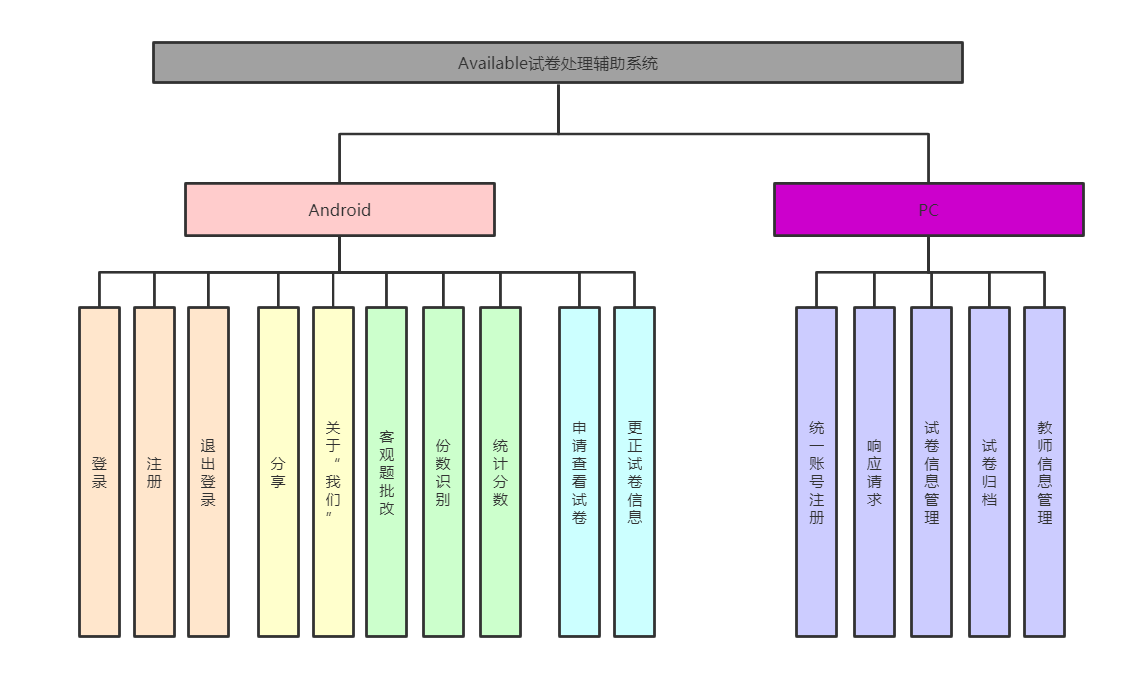 Available试卷处理辅助系统
Android
PC
登录
注册
退出登录
分享
关于“我们”
客观题批改
份数识别
统计分数
申请查看试卷
更正试卷信息
统一账号注册
响应请求
试卷信息管理
试卷归档
教师信息管理